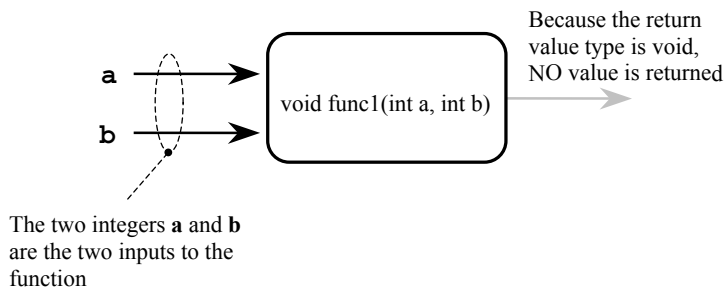 Because the return
value type is void,
NO value is returned
a
void func1(int a, int b)
b
The two integers a and b
are the two inputs to the
function